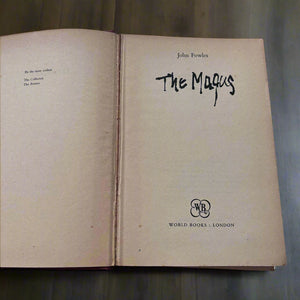 By the same author
The Collector
The Aristos
John Fowles
The Magus
WB
WORLD BOOKS : LONDON